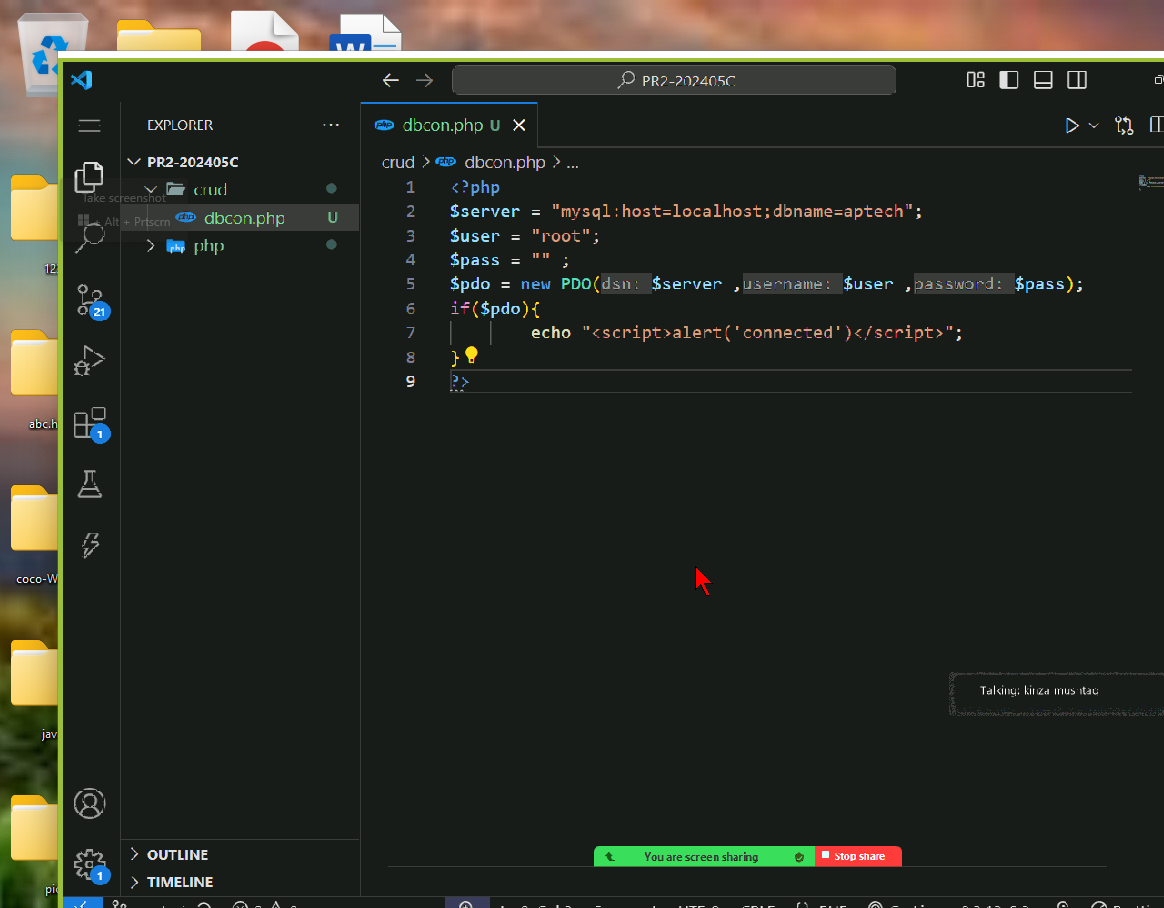 W
PR2-202405C
EXPLORER
...
dbcon.php U
PR2-202405C
crud > dbcon.php > ...
crud
Take screenshot
+ Alt + Prtscrn
dbcon.php U
php
21
1
1
1 <?php
2 $server = "mysql:host=localhost;dbname=aptech";
3 $user = "root";
4 $pass = "" ;
5 $pdo = new PDO(dsn: $server ,username: $user ,password: $pass);
6 if($pdo){
7 echo "<script>alert('connected')</script>";
8 }
9 ?>
12
abc.h
coco-W
jav
pic
Talking: kinza mushtaq
OUTLINE
TIMELINE
You are screen sharing
Stop share